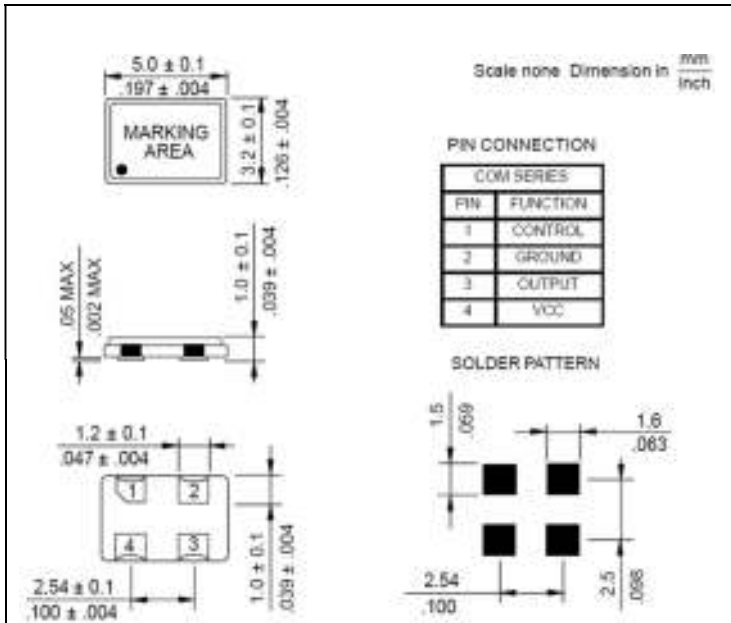 5.0 ± 0.1
.197 ± .004
MARKING
AREA
3.2 ± 0.1
.126 ± .004
.05 MAX
.002 MAX
1.0 ± 0.1
.039 ± .004
1.2 ± 0.1
.047 ± .004
1
2
4
3
1.0 ± 0.1
.039 ± .004
2.54 ± 0.1
.100 ± .004
Scale none Dimension in mm
Inch
PIN CONNECTION
COM SERIES
PIN FUNCTION
1 CONTROL
2 GROUND
3 OUTPUT
4 VCC
SOLDER PATTERN
1.5
.059
1.6
.063
2.54
.100
2.5
.098